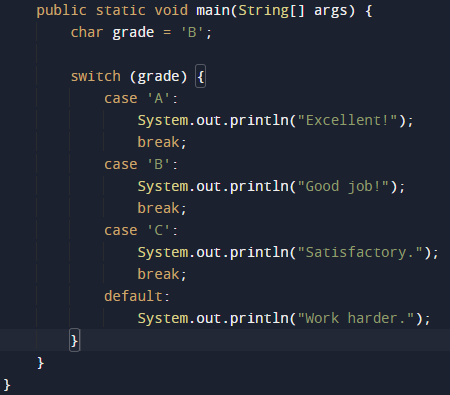 public static void main(String[] args) {
char grade = 'B';
switch (grade) {
case 'A':
System.out.println("Excellent!");
break;
case 'B':
System.out.println("Good job!");
break;
case 'C':
System.out.println("Satisfactory.");
break;
default:
System.out.println("Work harder.");
}
}
}